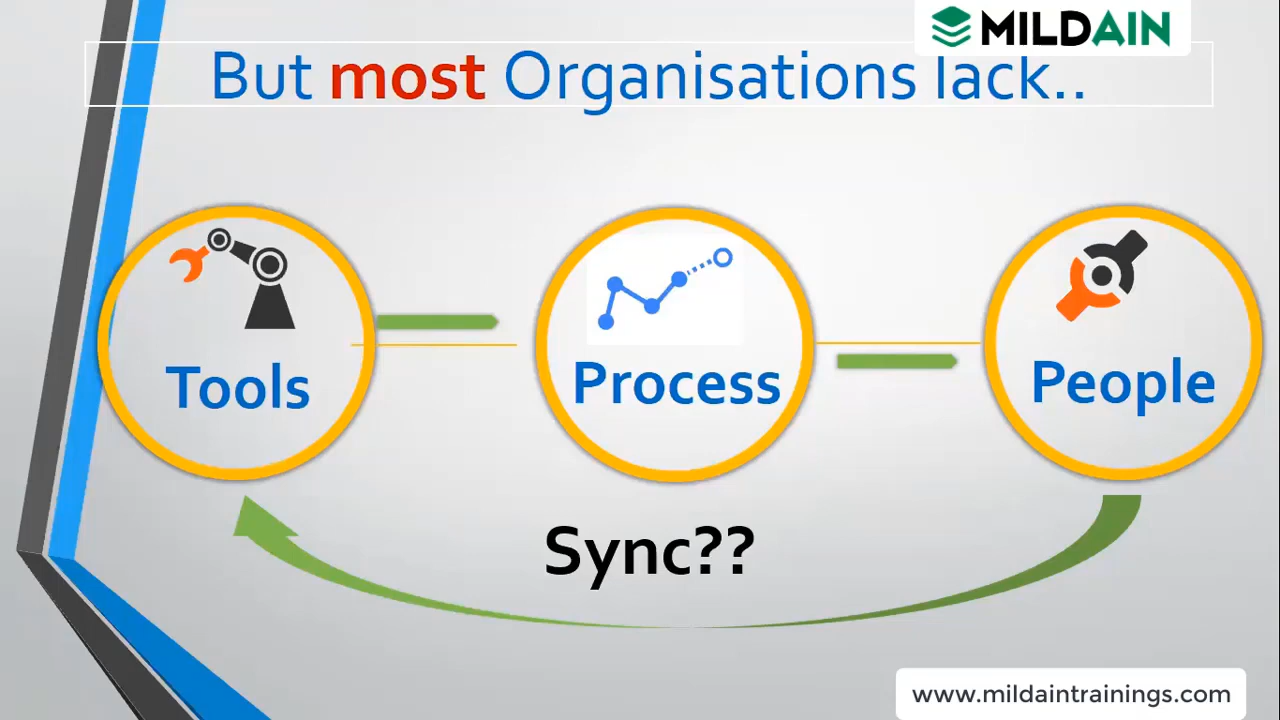 MILDAIN
But most Organisations lack..
Tools
Process
People
Sync??
www.mildaintrainings.com